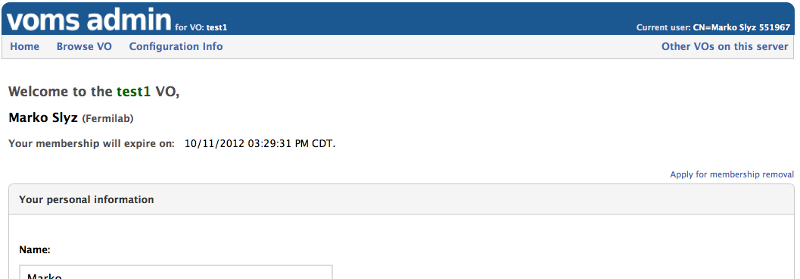 voms admin for VO: test1
Current user: CN=Marko Slyz 551967
Home Browse VO Configuration Info
Other VOs on this server
Welcome to the test1 VO,
Marko Slyz (Fermilab)
Your membership will expire on: 10/11/2012 03:29:31 PM CDT.
Apply for membership removal
Your personal information
Name:
Marko